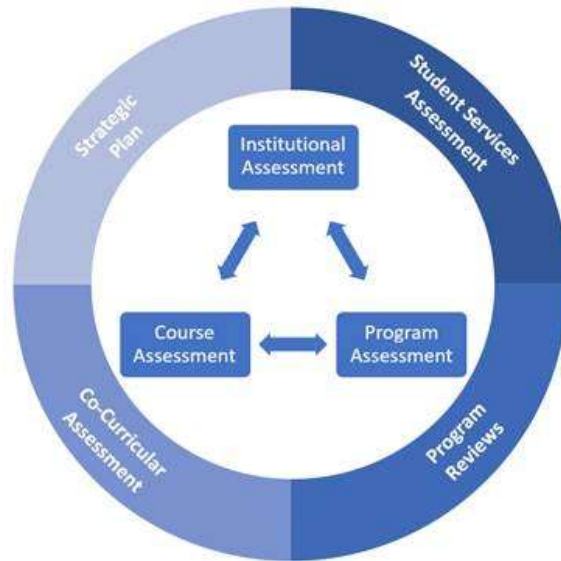 Strategic
Plan
Student Services
Assessment
Institutional
Assessment
Course
Assessment
Program
Assessment
Co-Curricular
Assessment
Program
Reviews